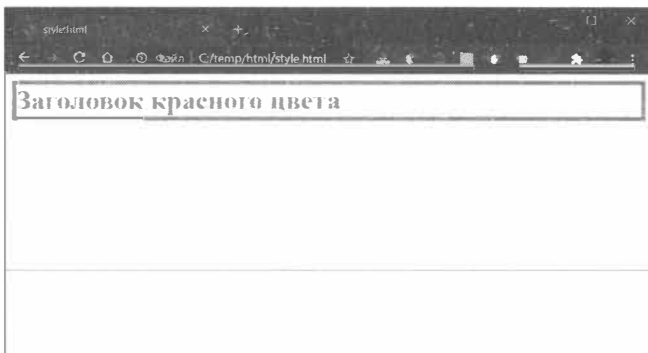 style.html
Файл C:/temp/html/style.html
Заголовок красного цвета